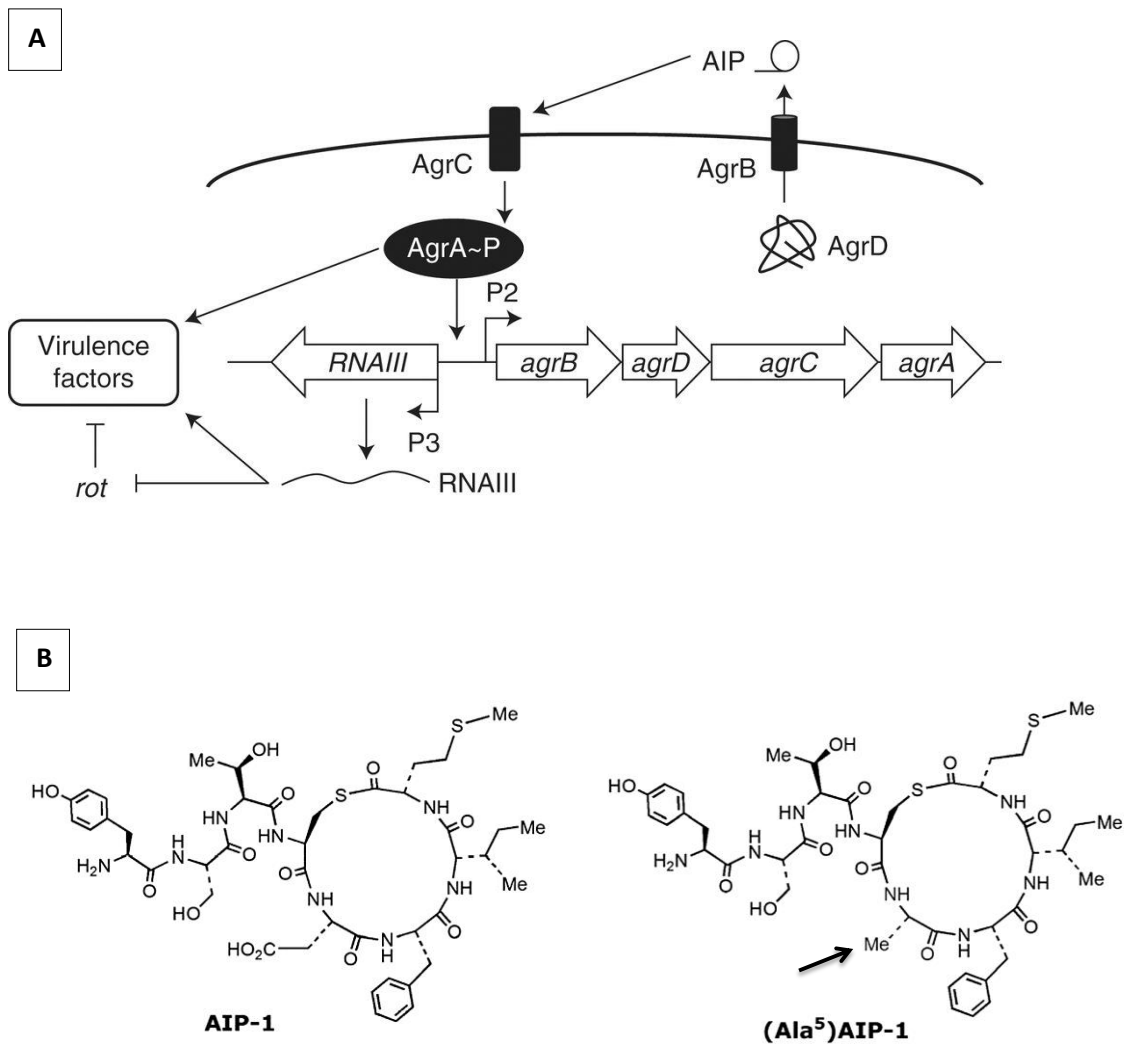 A
AIP
AgrC
AgrB
AgrD
AgrA~P
P2
Virulence
factors
RNAIII
agrB
agrD
agrC
agrA
P3
rot
RNAIII
B
S
Me
Me
OH
HO
O
O
S
HN
NH
O
HN
Me
H2N
H
N
O
O
O
NH
NH
Me
HO
HO2C
O
N
H
O
AIP-1
S
Me
Me
OH
HO
O
O
S
HN
NH
O
HN
Me
H2N
H
N
O
O
O
NH
NH
Me
HO
Me
O
N
H
O
(Ala5)AIP-1